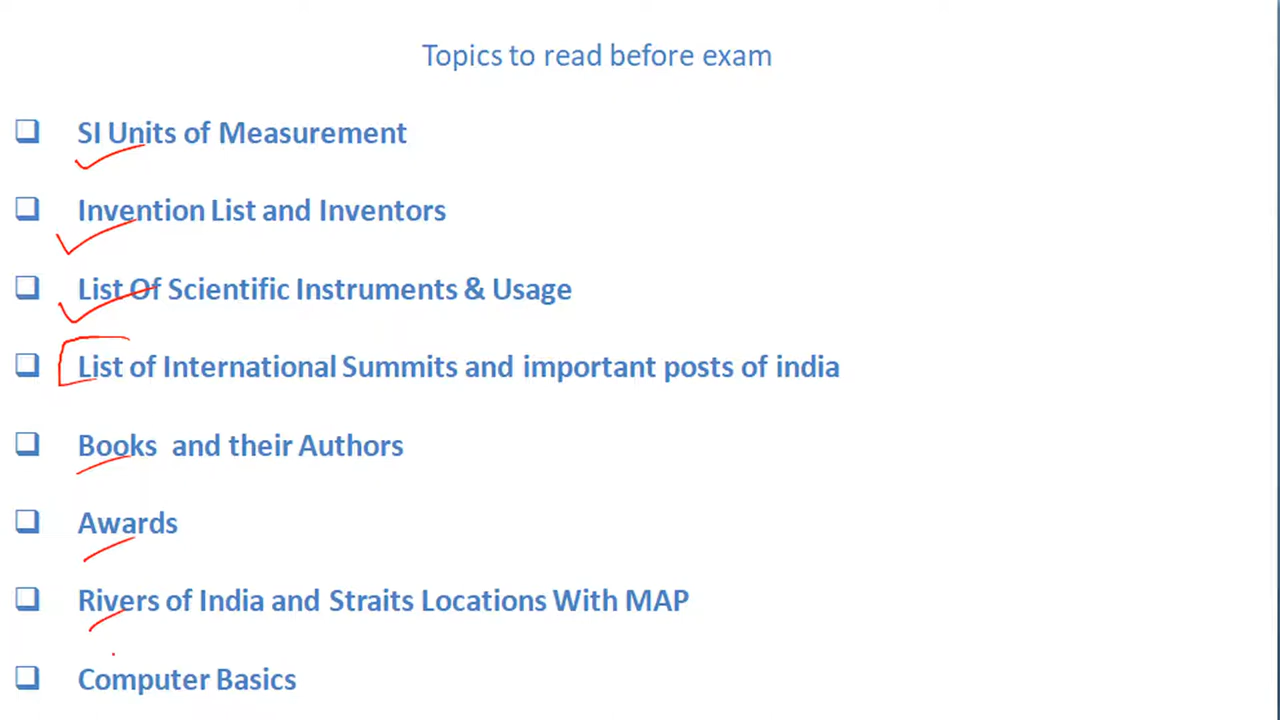 Topics to read before exam
SI Units of Measurement
Invention List and Inventors
List Of Scientific Instruments & Usage
List of International Summits and important posts of india
Books and their Authors
Awards
Rivers of India and Straits Locations With MAP
Computer Basics